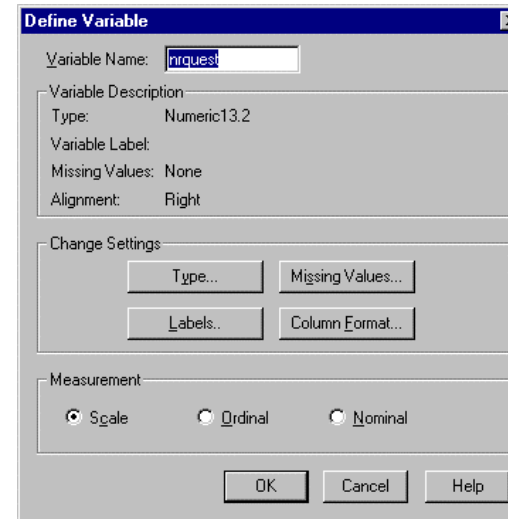 Define Variable
Variable Name: nrquest
Variable Description
Type: Numeric13.2
Variable Label:
Missing Values: None
Alignment: Right
Change Settings
Type... Missing Values...
Labels.. Column Format...
Measurement
Scale Ordinal Nominal
OK Cancel Help